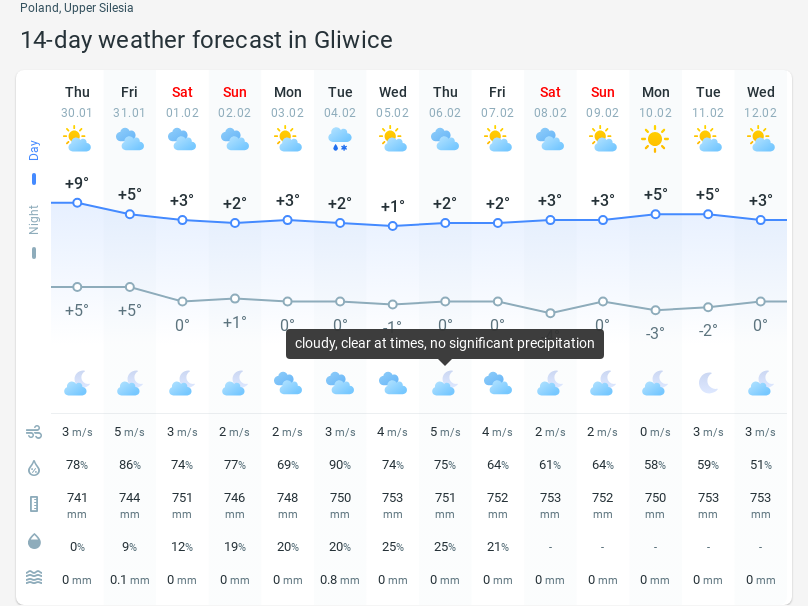 Poland, Upper Silesia
14-day weather forecast in Gliwice
Thu Fri Sat Sun Mon Tue Wed Thu Fri Sat Sun Mon Tue Wed
30.01 31.01 01.02 02.02 03.02 04.02 05.02 06.02 07.02 08.02 09.02 10.02 11.02 12.02
Day
Night
+9° +5° +3° +2° +3° +2° +1° +2° +2° +3° +3° +5° +5° +3°
+5° +5° 0° +1° 0° 0° -1° 0° -3° -2° 0°
cloudy, clear at times, no significant precipitation
3 m/s 5 m/s 3 m/s 2 m/s 2 m/s 3 m/s 4 m/s 5 m/s 4 m/s 2 m/s 2 m/s 0 m/s 3 m/s 3 m/s
78% 86% 74% 77% 69% 90% 74% 75% 64% 61% 64% 58% 59% 51%
741 744 751 746 748 750 753 751 752 753 752 750 753 753
mm mm mm mm mm mm mm mm mm mm mm mm mm mm
0% 9% 12% 19% 20% 20% 25% 25% 21% - - - - -
0 mm 0.1 mm 0 mm 0 mm 0 mm 0.8 mm 0 mm 0 mm 0 mm 0 mm 0 mm 0 mm 0 mm 0 mm